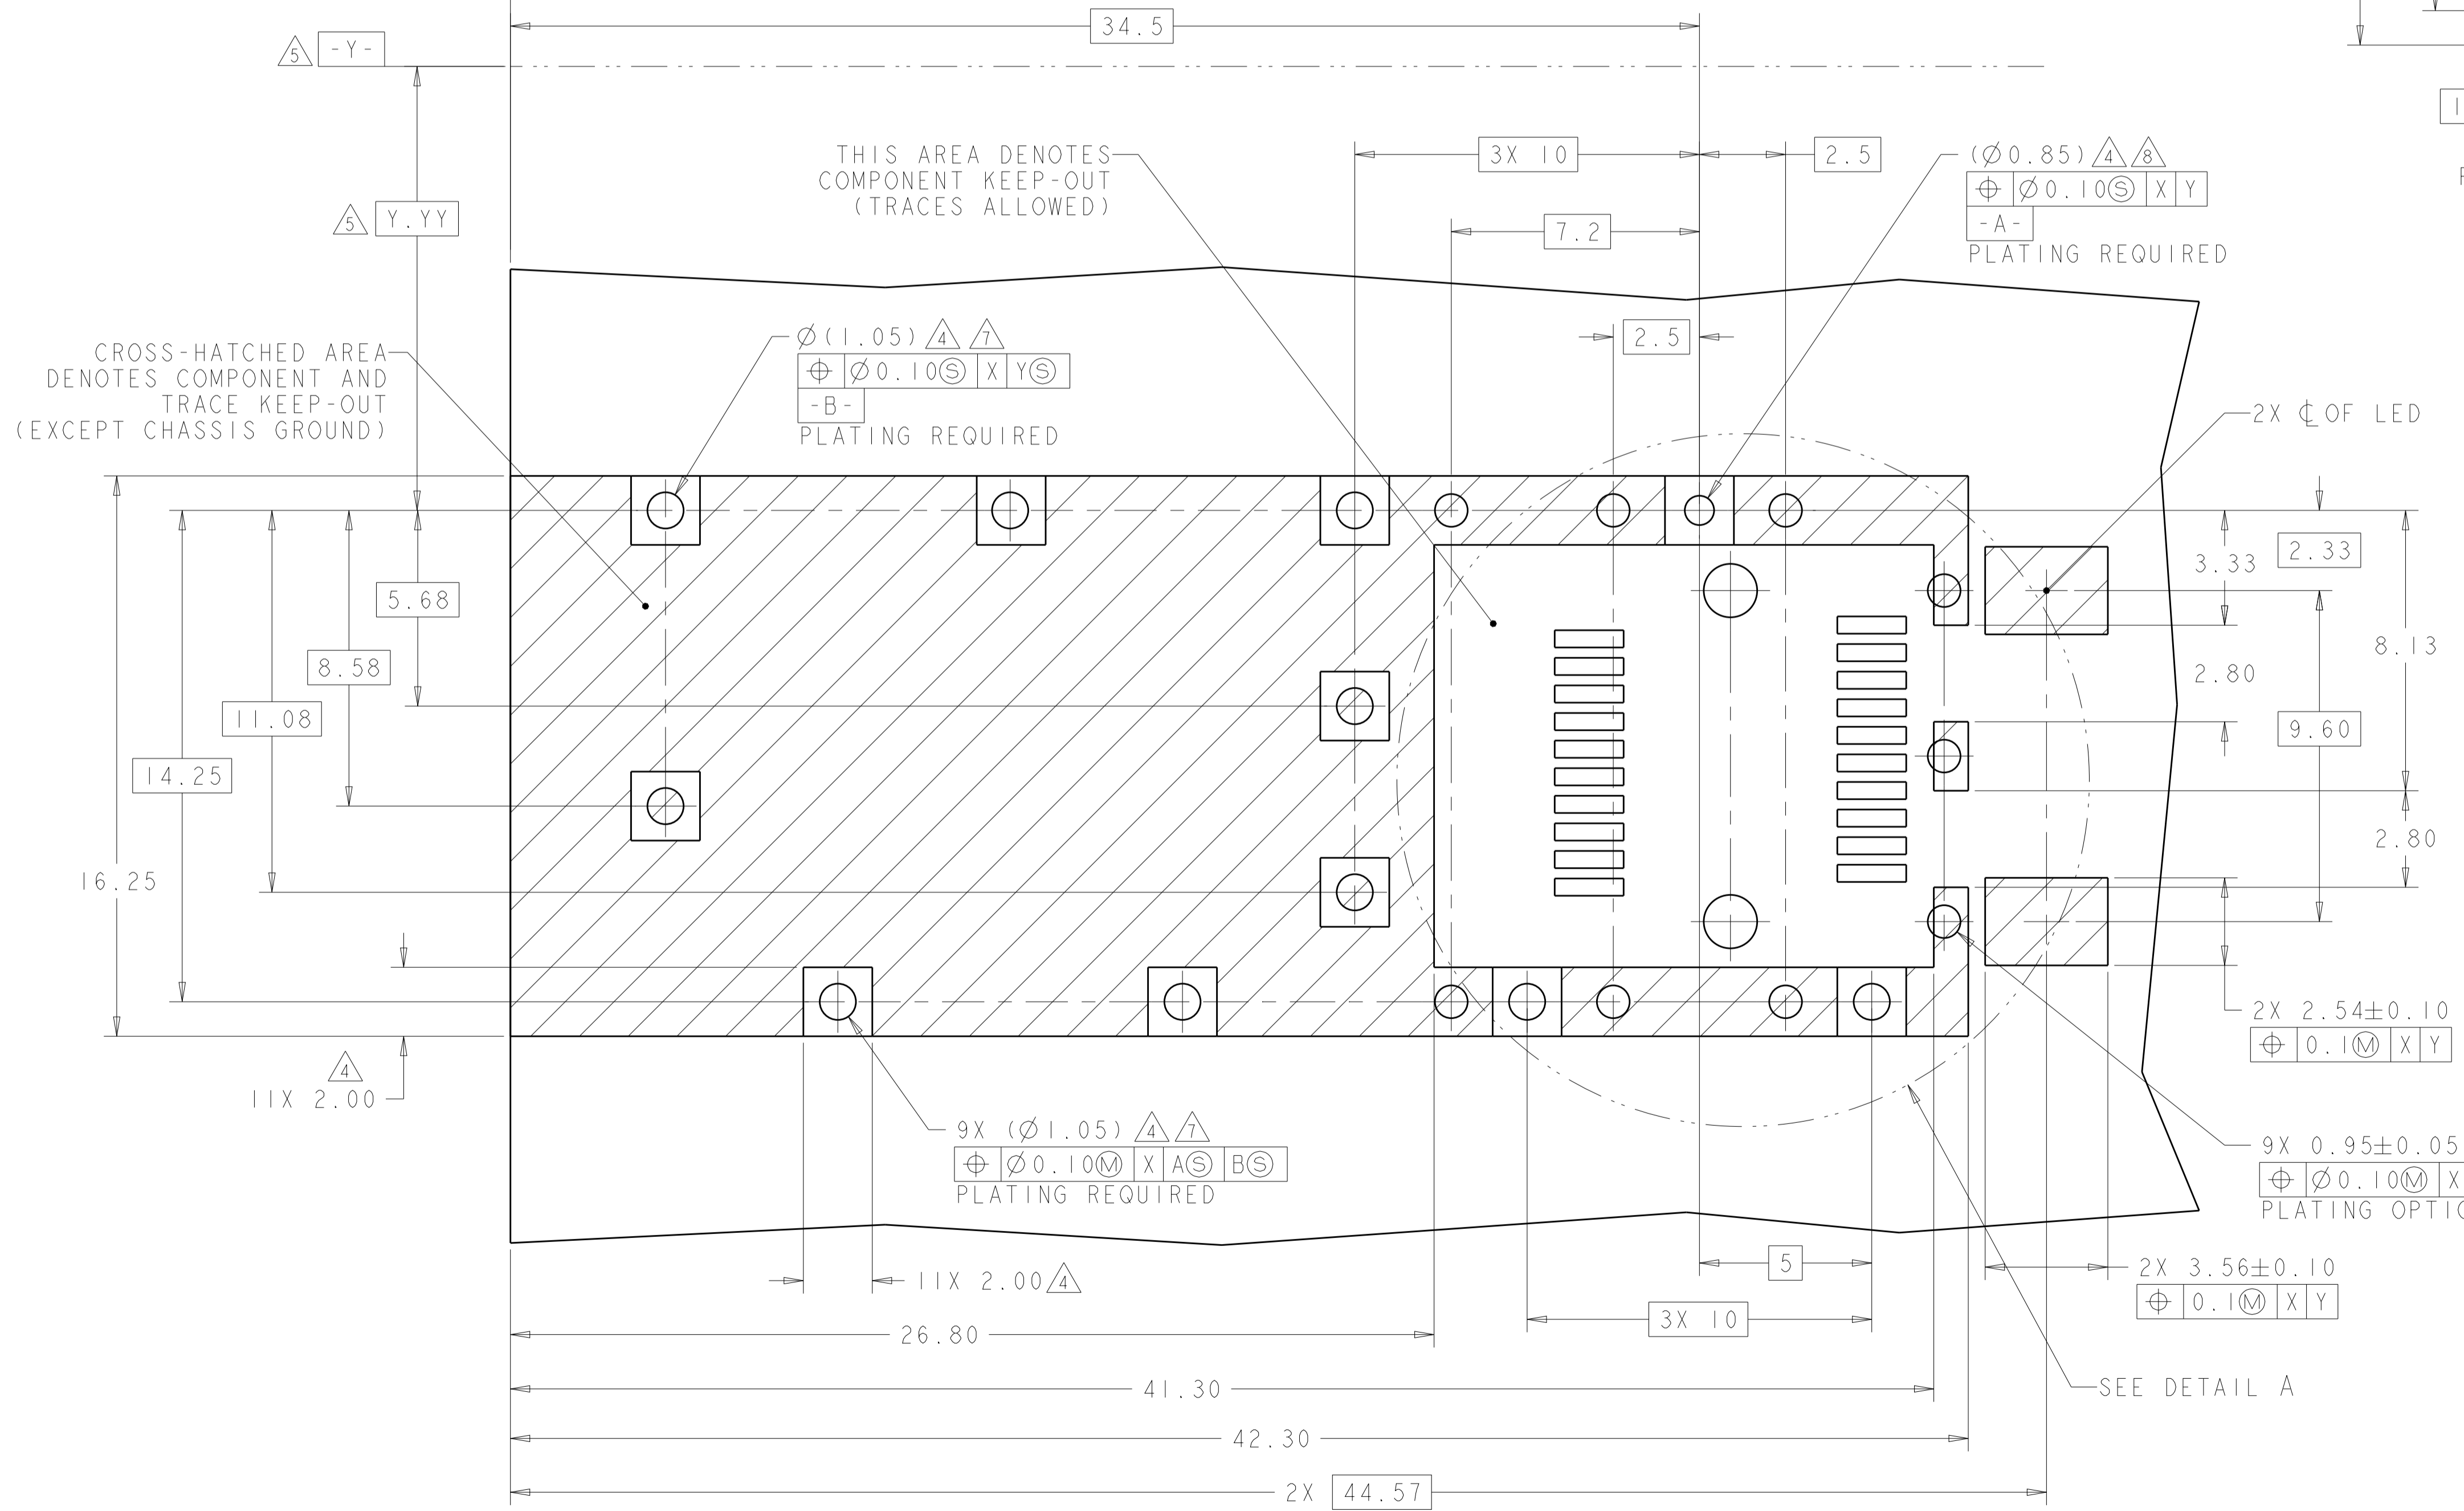 34.5
5 -Y-
THIS AREA DENOTES
COMPONENT KEEP-OUT
(TRACES ALLOWED)
3X 10
2.5
(Ø0.85) 4 8
⌖ Ø0.10Ⓢ X Y
-A-
PLATING REQUIRED
5 Y.YY
7.2
CROSS-HATCHED AREA
DENOTES COMPONENT AND
TRACE KEEP-OUT
(EXCEPT CHASSIS GROUND)
Ø(1.05) 4 7
⌖ Ø0.10Ⓢ X YⓈ
-B-
PLATING REQUIRED
2.5
2X ℄ OF LED
2.33
3.33
5.68
8.13
8.58
2.80
11.08
9.60
14.25
2.80
16.25
2X 2.54±0.10
⌖ 0.1Ⓜ X Y
4
11X 2.00
9X (Ø1.05) 4 7
⌖ Ø0.10Ⓜ X AⓈ BⓈ
PLATING REQUIRED
9X 0.95±0.05
⌖ Ø0.10Ⓜ X
PLATING
11X 2.00 4
5
2X 3.56±0.10
⌖ 0.1Ⓜ X Y
3X 10
26.80
SEE DETAIL A
41.30
42.30
2X 44.57